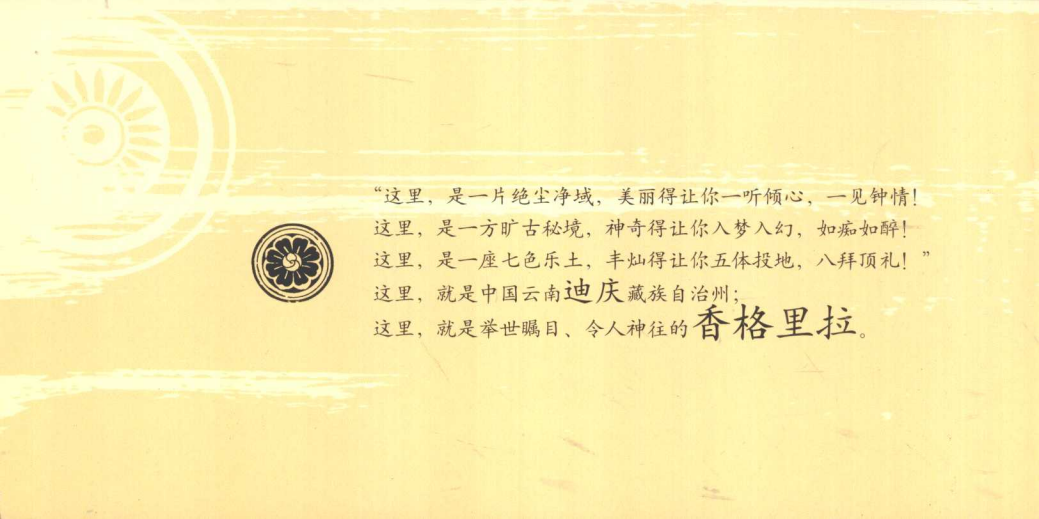 “这里，是一片绝尘净域，美丽得让你一听倾心，一见钟情！
这里，是一方旷古秘境，神奇得让你入梦入幻，如痴如醉！
这里，是一座七色乐土，丰灿得让你五体投地，八拜顶礼！”
这里，就是中国云南迪庆藏族自治州；
这里，就是举世瞩目、令人神往的香格里拉。